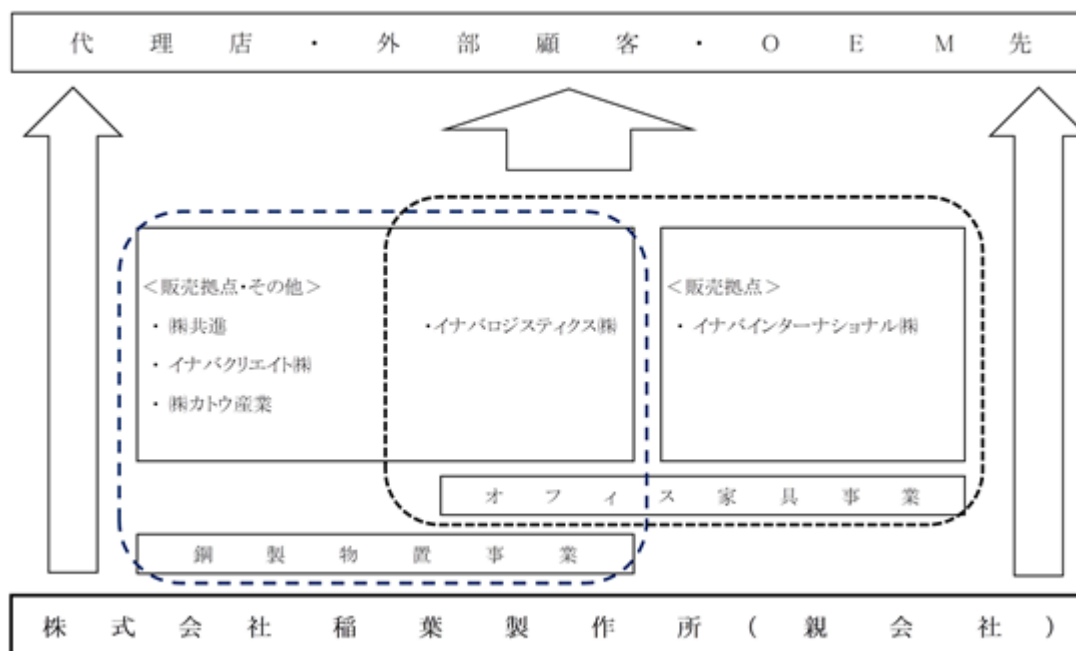 代理店・外部顧客・OEM先
<販売拠点・その他>
・㈱共進
・イナバクリエイト㈱
・㈱カトウ産業
・イナバロジスティクス㈱
<販売拠点>
・イナバインターナショナル㈱
オフィス家具事業
鋼製物置事業
株式会社稲葉製作所(親会社)